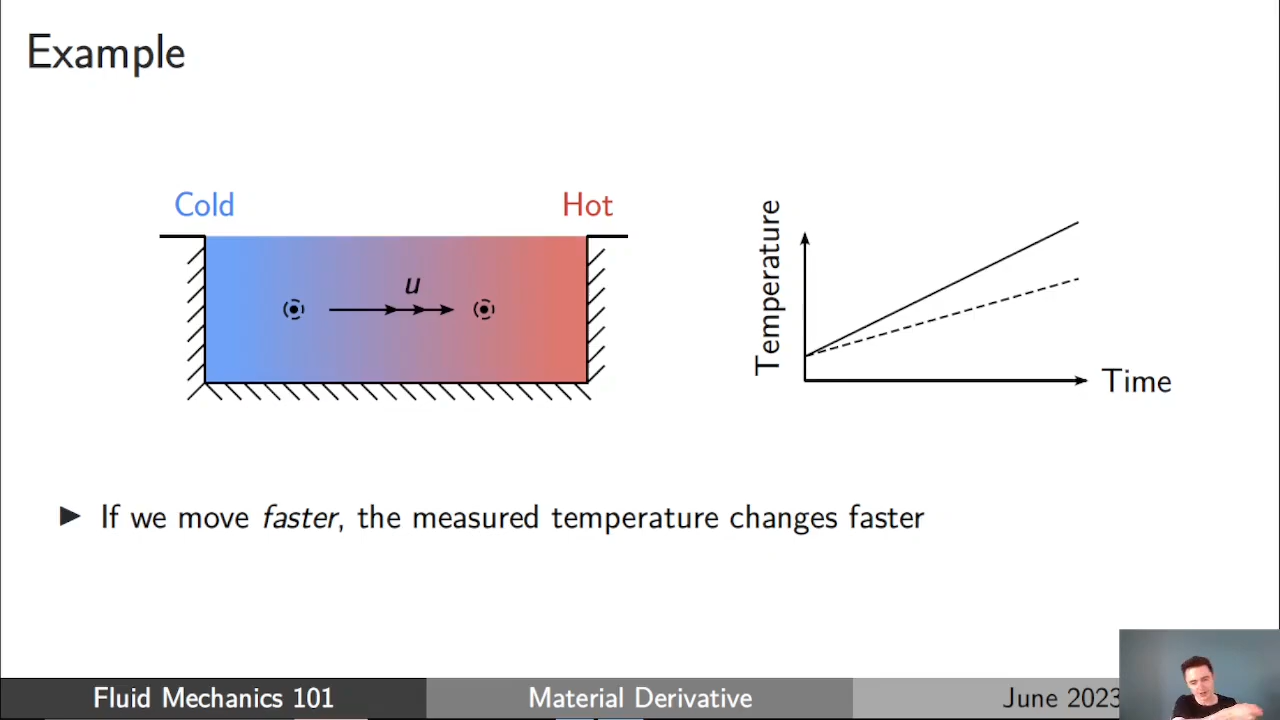 Example
Cold
Hot
u
Temperature
Time
▶ If we move faster, the measured temperature changes faster
Fluid Mechanics 101
Material Derivative
June 2023